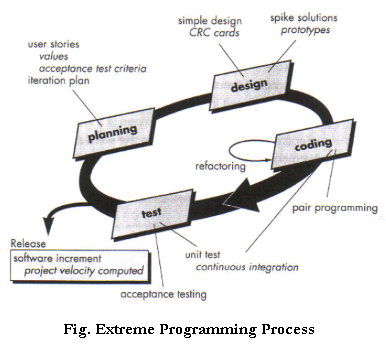 simple design
CRC cards
spike solutions
prototypes
user stories
values
acceptance test criteria
iteration plan
design
planning
coding
refactoring
test
pair programming
Release
software increment
project velocity computed
unit test
continuous integration
acceptance testing
Fig. Extreme Programming Process